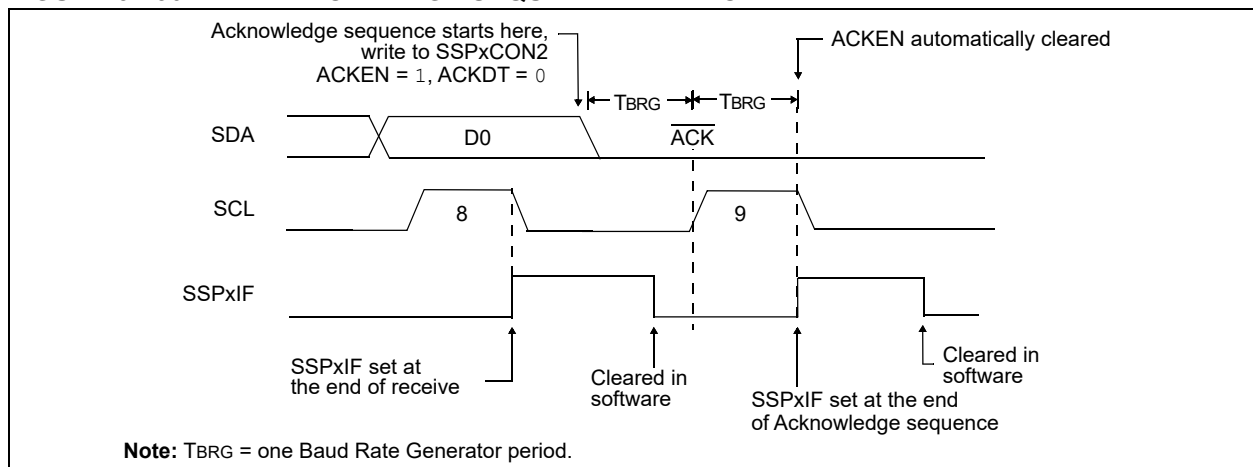 Acknowledge sequence starts here,
write to SSPxCON2
ACKEN = 1, ACKDT = 0
ACKEN automatically cleared
TBRG
TBRG
SDA
D0
ACK
SCL
8
9
SSPxIF
SSPxIF set at
the end of receive
Cleared in
software
SSPxIF set at the end
of Acknowledge sequence
Cleared in
software
Note: TBRG = one Baud Rate Generator period.